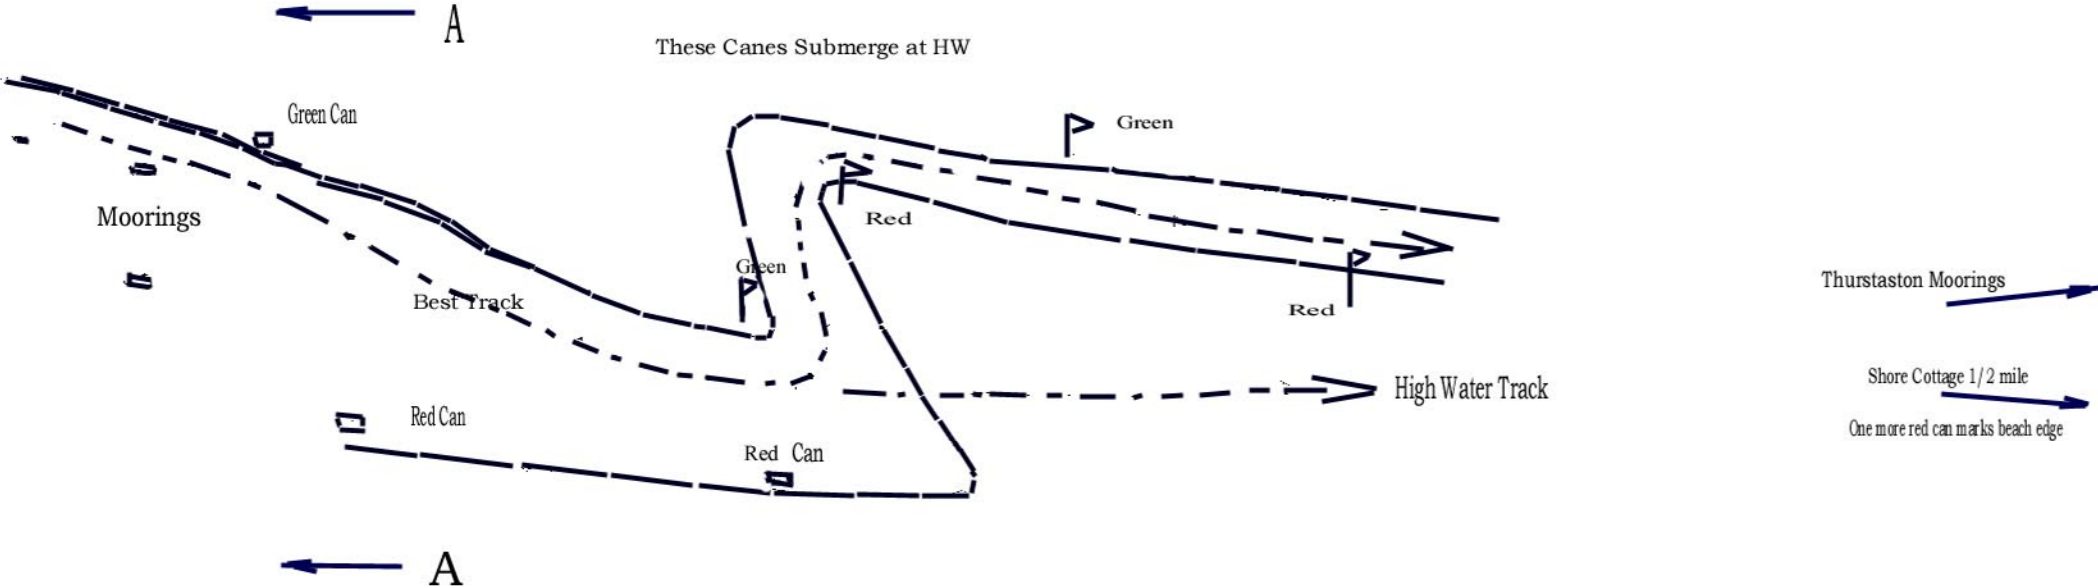 A
These Canes Submerge at HW
Green Can
Green
Moorings
Red
Green
Thurstaston Moorings
Best Track
Red
Shore Cottage 1/2 mile
High Water Track
Red Can
One more red can marks beach edge
Red Can
A